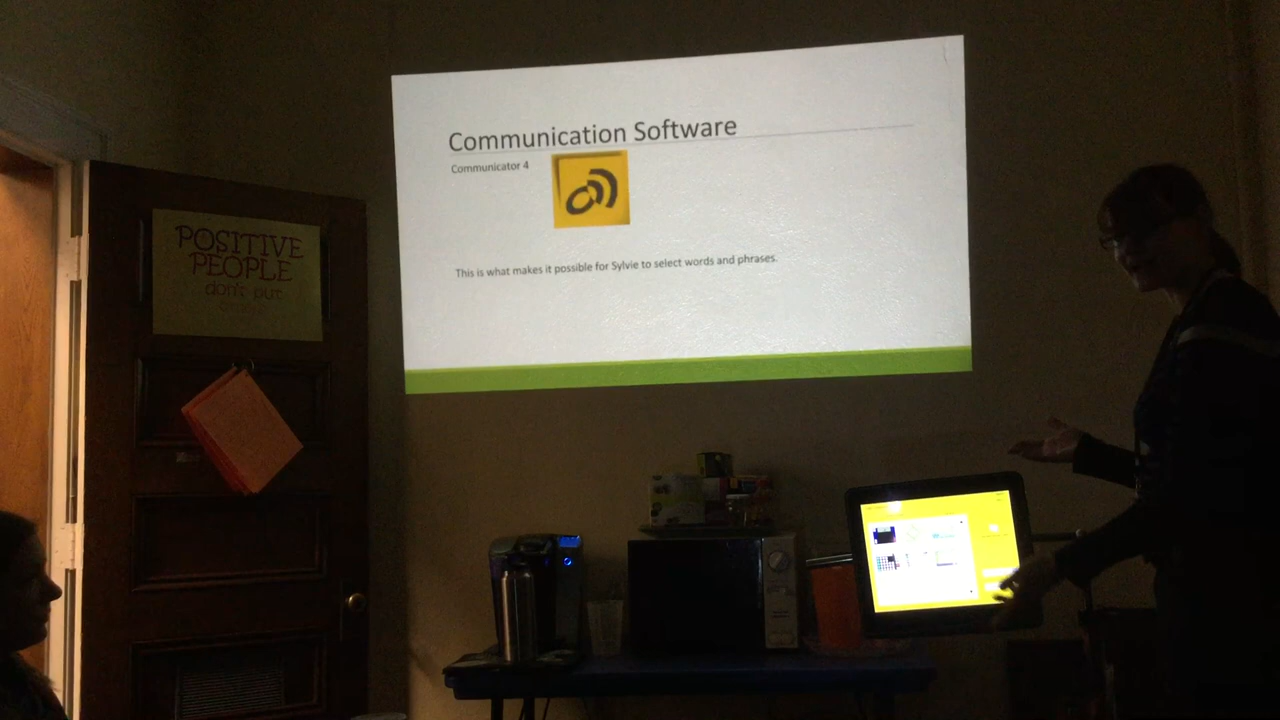 Communication Software
Communicator 4
This is what makes it possible for Sylvie to select words and phrases.
POSITIVE
PEOPLE
don't put